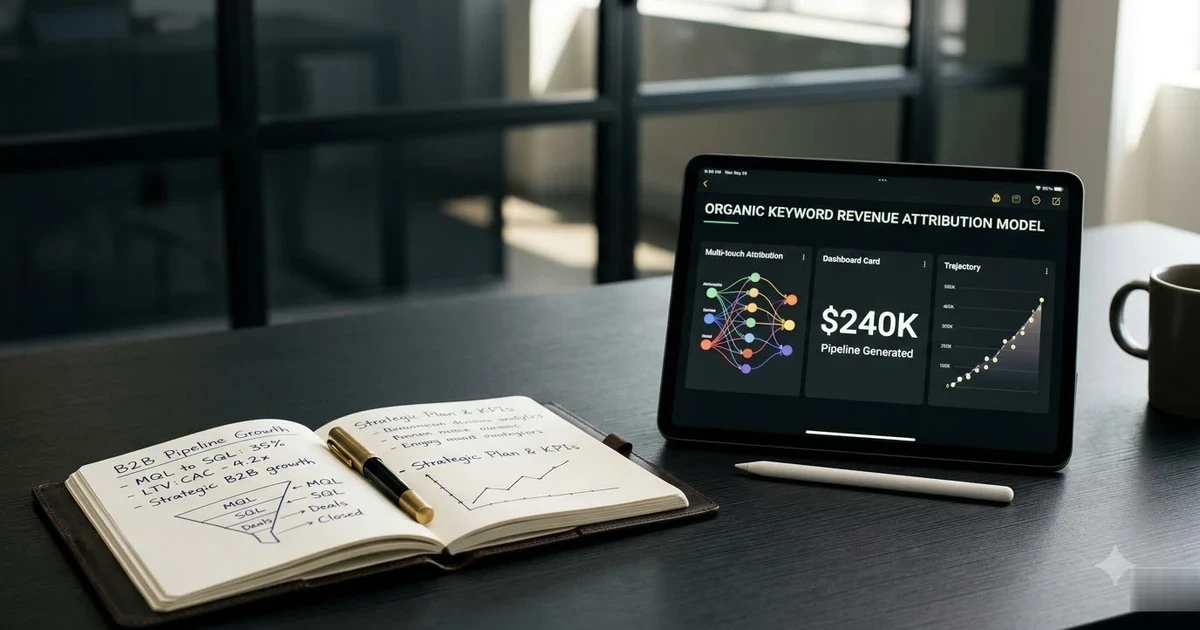 B2B Pipeline Growth
- MQL to SQL: 35%
- LTV:CAC - 4.2x
- Strategic B2B growth
MQL
SQL
Deals
MQL
SQL
Deals
Closed
Strategic Plan & KPIs
- Strategic Plan & KPIs
ORGANIC KEYWORD REVENUE ATTRIBUTION MODEL
Multi-touch Attribution
Dashboard Card
$240K
Pipeline Generated
Trajectory